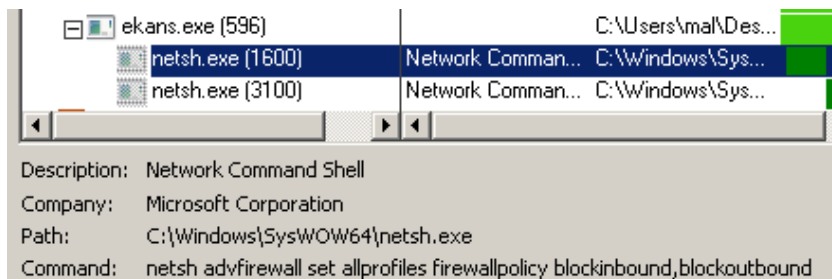 ekans.exe (596) C:\Users\mal\Des...
netsh.exe (1600) Network Comman... C:\Windows\Sys...
netsh.exe (3100) Network Comman... C:\Windows\Sys...
Description: Network Command Shell
Company: Microsoft Corporation
Path: C:\Windows\SysWOW64\netsh.exe
Command: netsh advfirewall set allprofiles firewallpolicy blockinbound,blockoutbound